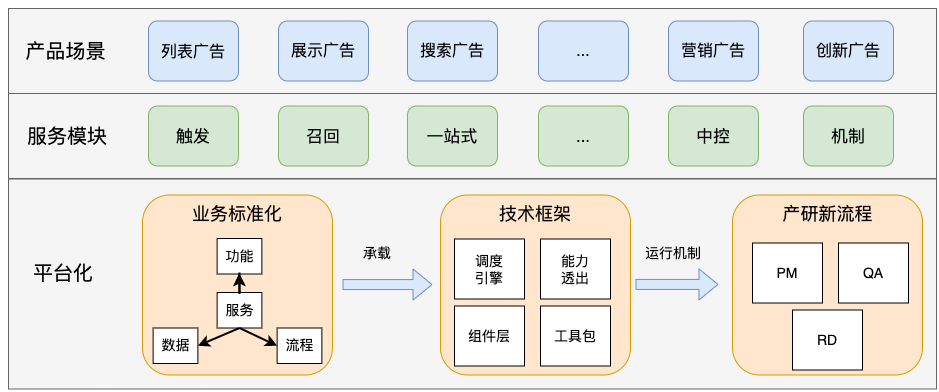 产品场景
列表广告
展示广告
搜索广告
...
营销广告
创新广告
服务模块
触发
召回
一站式
...
中控
机制
平台化
业务标准化
功能
服务
数据
流程
承载
技术框架
调度
引擎
能力
透出
组件层
工具包
运行机制
产研新流程
PM
QA
RD